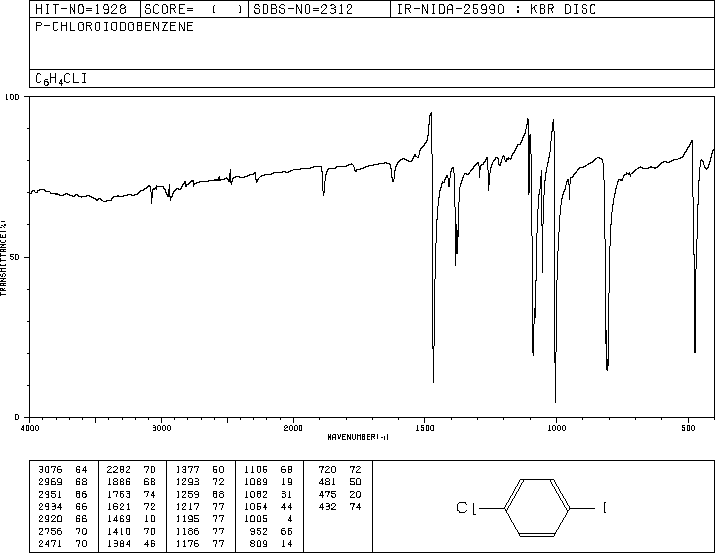 HIT-NO=1928 SCORE= ( ) SDBS-NO=2312 IR-NIDA-25990 : KBR DISC
P-CHLOROIODOBENZENE
C6H4CLI
100
50
0
TRANSMITTANCE(%)
4000 3000 2000 1500 1000 500
WAVENUMBER(-1)
3076 64 2282 70 1377 50 1106 68 720 72
2969 68 1886 68 1293 72 1089 19 481 50
2951 66 1763 74 1259 68 1082 31 475 20
2934 66 1621 72 1217 77 1054 44 432 74
2920 66 1469 10 1195 77 1005 4
2756 70 1410 70 1186 77 952 66
2471 70 1384 46 1176 77 809 14
Cl I